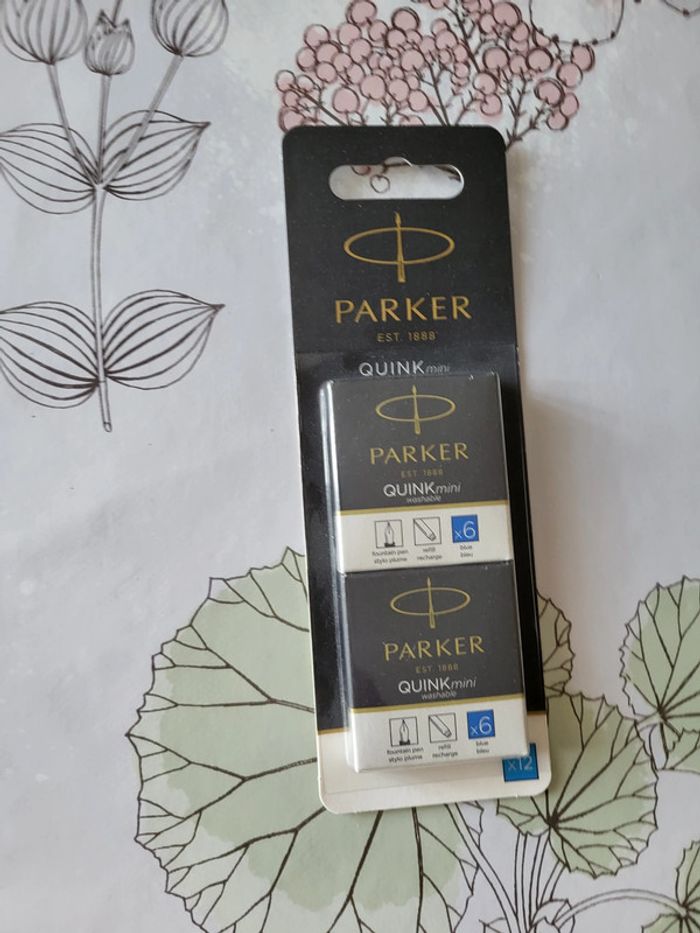 PARKER
EST. 1888
QUINK mini
PARKER
EST. 1888
QUINK mini
washable
x6
fountain pen
stylo plume
refill
recharge
blue
bleu
PARKER
EST. 1888
QUINK mini
washable
x6
fountain pen
stylo plume
refill
recharge
blue
bleu
x12